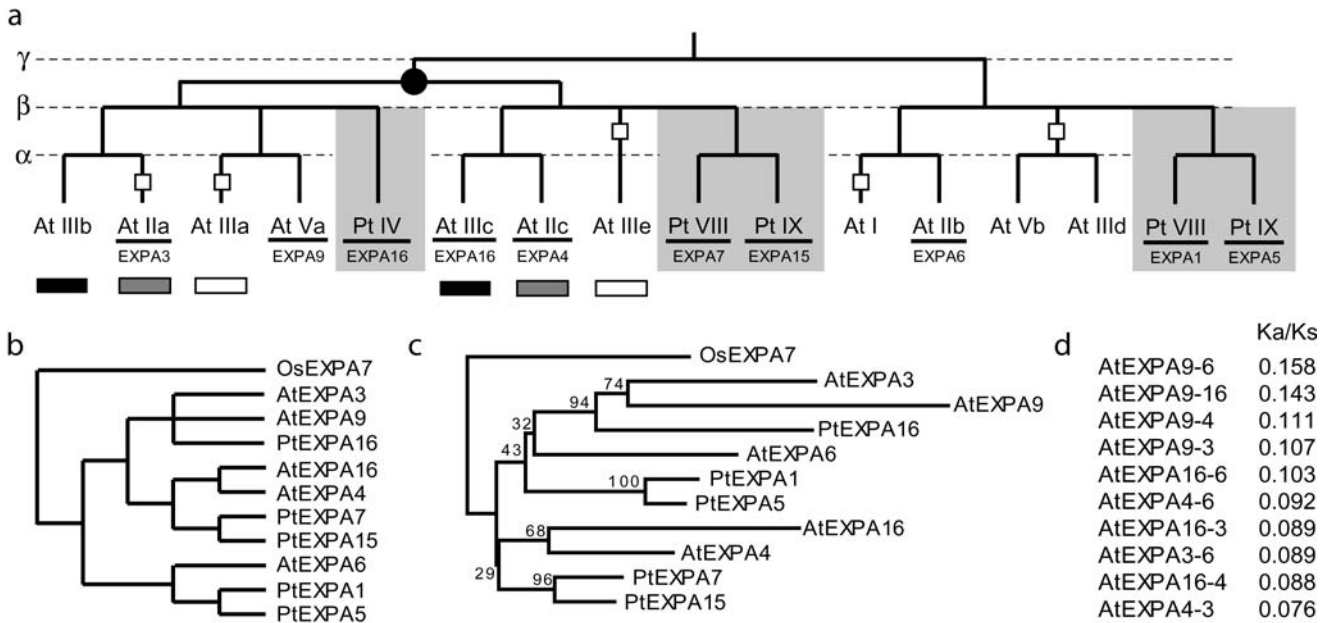 a
γ
β
α
At IIIb At IIa At IIIa At Va Pt IV At IIIc At IIc At IIIe Pt VIII Pt IX At I At IIb At Vb At IIId Pt VIII Pt IX
EXPA3 EXPA9 EXPA16 EXPA16 EXPA4 EXPA7 EXPA15 EXPA6 EXPA1 EXPA5
b
OsEXPA7
AtEXPA3
AtEXPA9
PtEXPA16
AtEXPA16
AtEXPA4
PtEXPA7
PtEXPA15
AtEXPA6
PtEXPA1
PtEXPA5
c
OsEXPA7
74 AtEXPA3
AtEXPA9
94
PtEXPA16
32
AtEXPA6
43
PtEXPA1
100
PtEXPA5
AtEXPA16
68
AtEXPA4
29
PtEXPA7
96
PtEXPA15
d
Ka/Ks
AtEXPA9-6 0.158
AtEXPA9-16 0.143
AtEXPA9-4 0.111
AtEXPA9-3 0.107
AtEXPA16-6 0.103
AtEXPA4-6 0.092
AtEXPA16-3 0.089
AtEXPA3-6 0.089
AtEXPA16-4 0.088
AtEXPA4-3 0.076